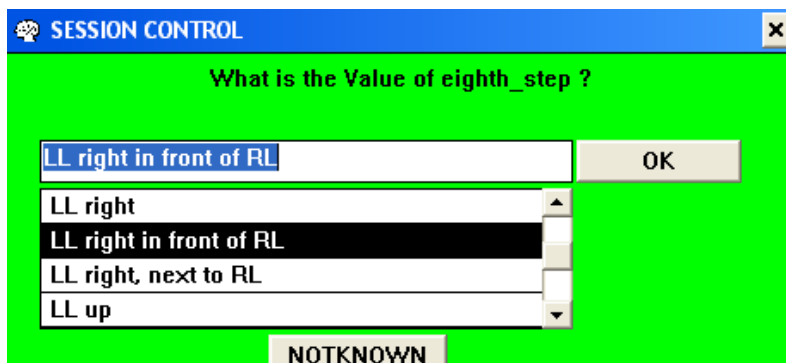 SESSION CONTROL
What is the Value of eighth_step ?
LL right in front of RL
OK
LL right
LL right in front of RL
LL right, next to RL
LL up
NOTKNOWN